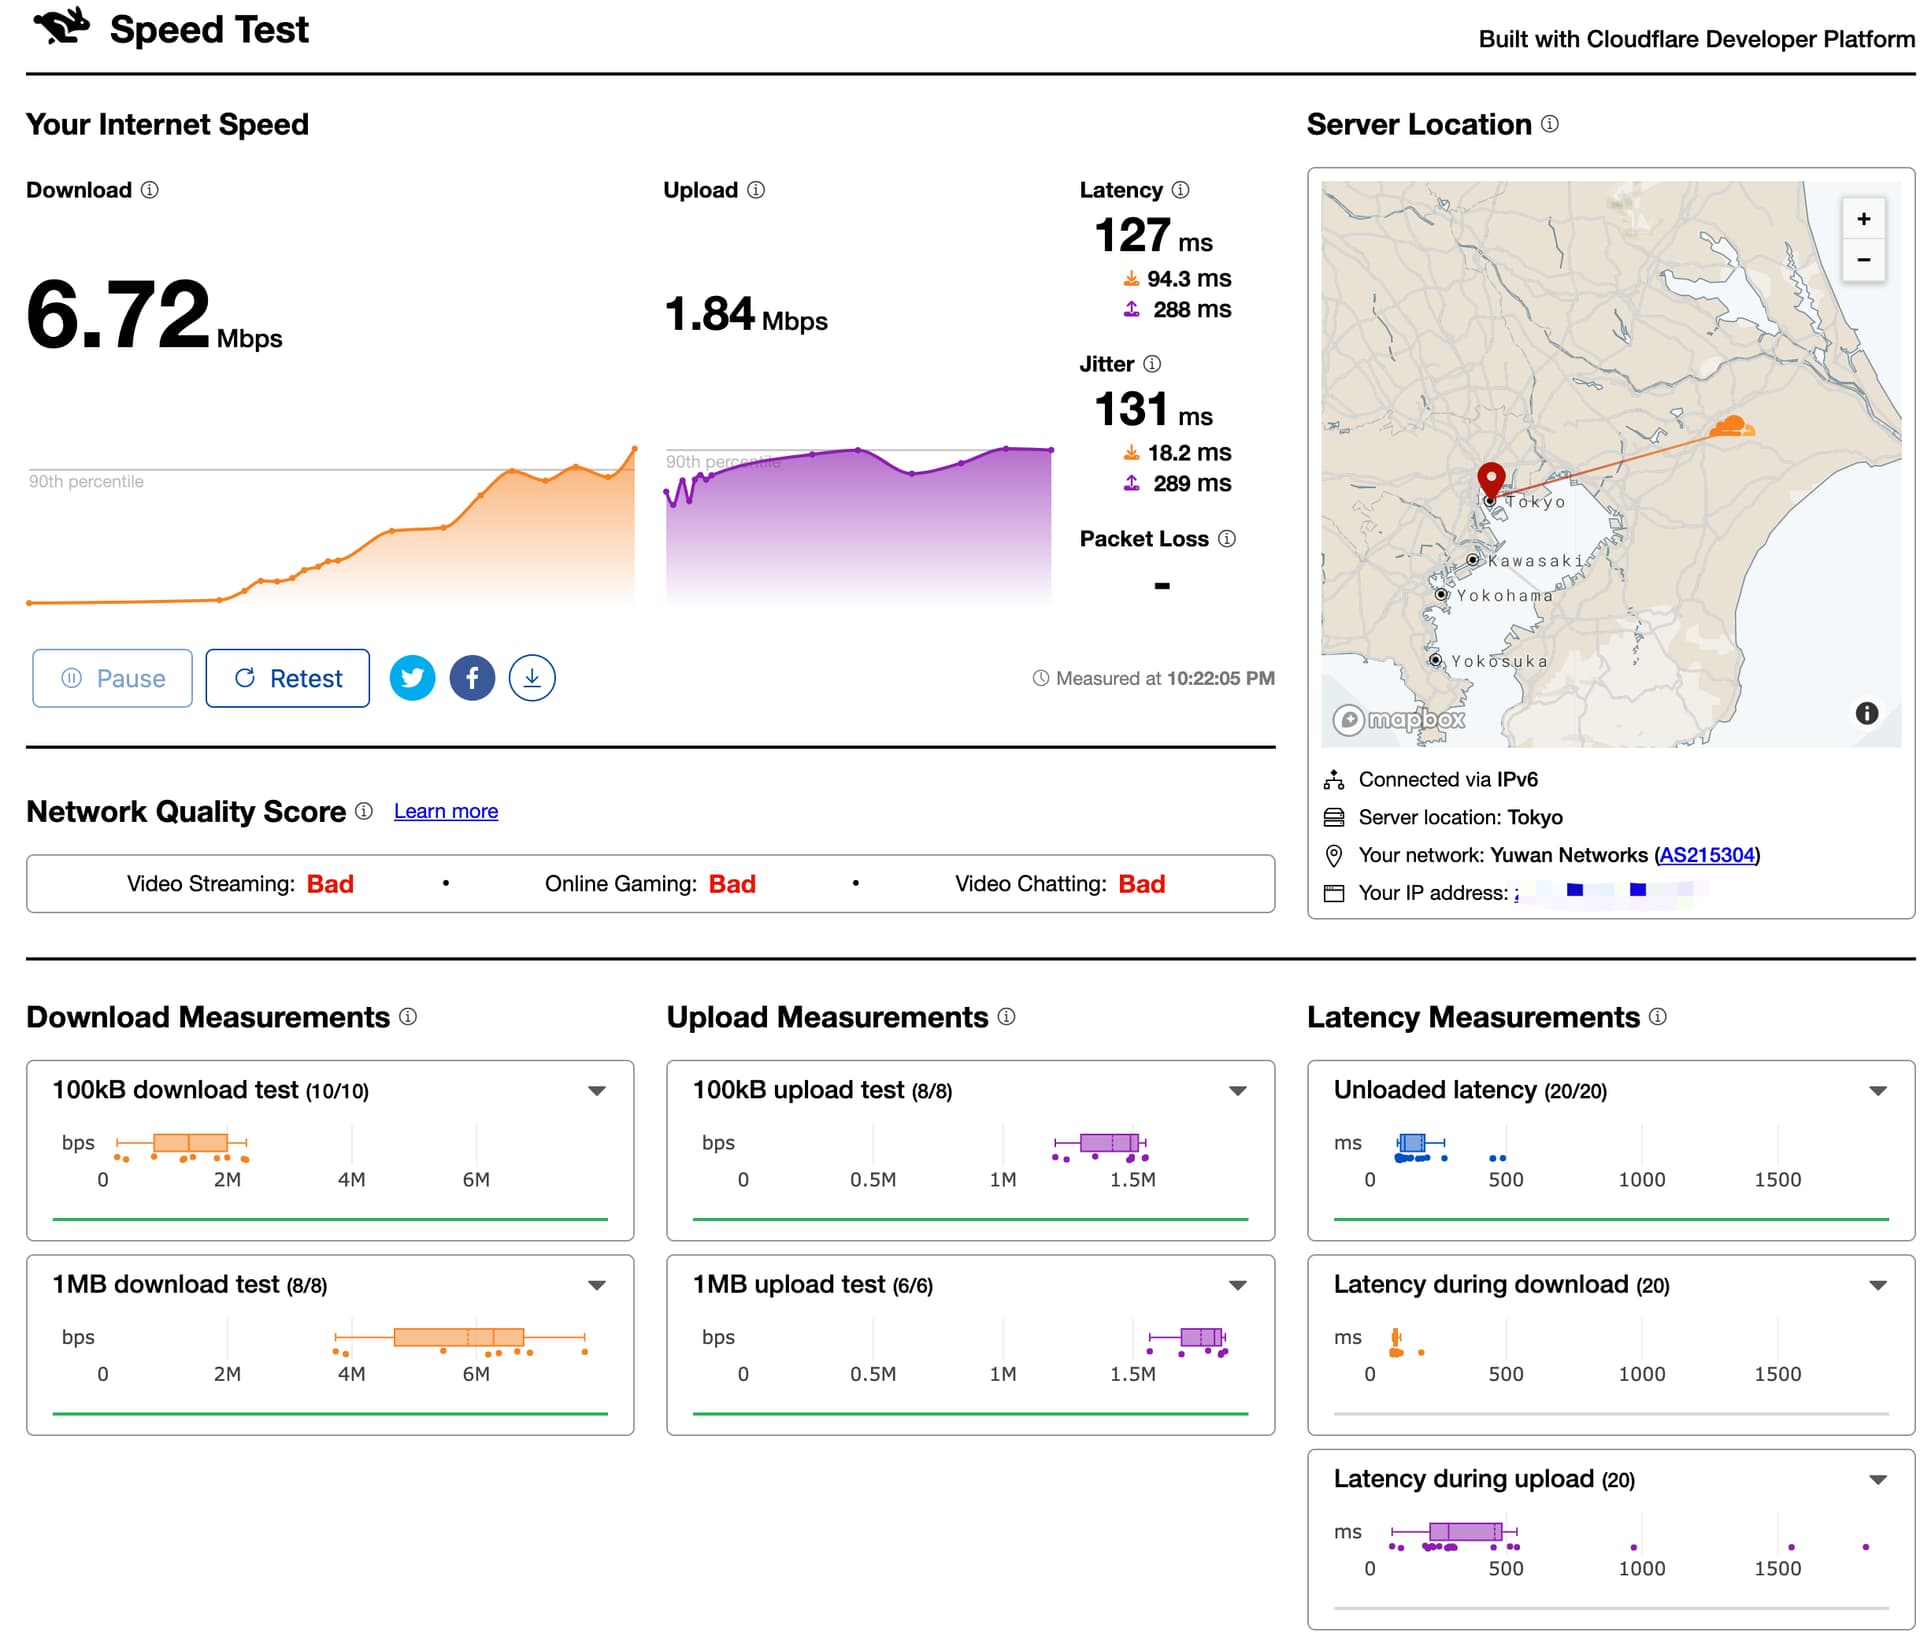 Speed Test
Built with Cloudflare Developer Platform
Your Internet Speed
Download
6.72 Mbps
90th percentile
Upload
1.84 Mbps
90th percentile
Latency
127 ms
94.3 ms
288 ms
Jitter
131 ms
18.2 ms
289 ms
Packet Loss
-
Pause
Retest
Measured at 10:22:05 PM
Server Location
+
−
Tokyo
Kawasaki
Yokohama
Yokosuka
mapbox
Connected via IPv6
Server location: Tokyo
Your network: Yuwan Networks (AS215304)
Your IP address:
Network Quality Score Learn more
Video Streaming: Bad • Online Gaming: Bad • Video Chatting: Bad
Download Measurements
100kB download test (10/10)
bps
0 2M 4M 6M
1MB download test (8/8)
bps
0 2M 4M 6M
Upload Measurements
100kB upload test (8/8)
bps
0 0.5M 1M 1.5M
1MB upload test (6/6)
bps
0 0.5M 1M 1.5M
Latency Measurements
Unloaded latency (20/20)
ms
0 500 1000 1500
Latency during download (20)
ms
0 500 1000 1500
Latency during upload (20)
ms
0 500 1000 1500